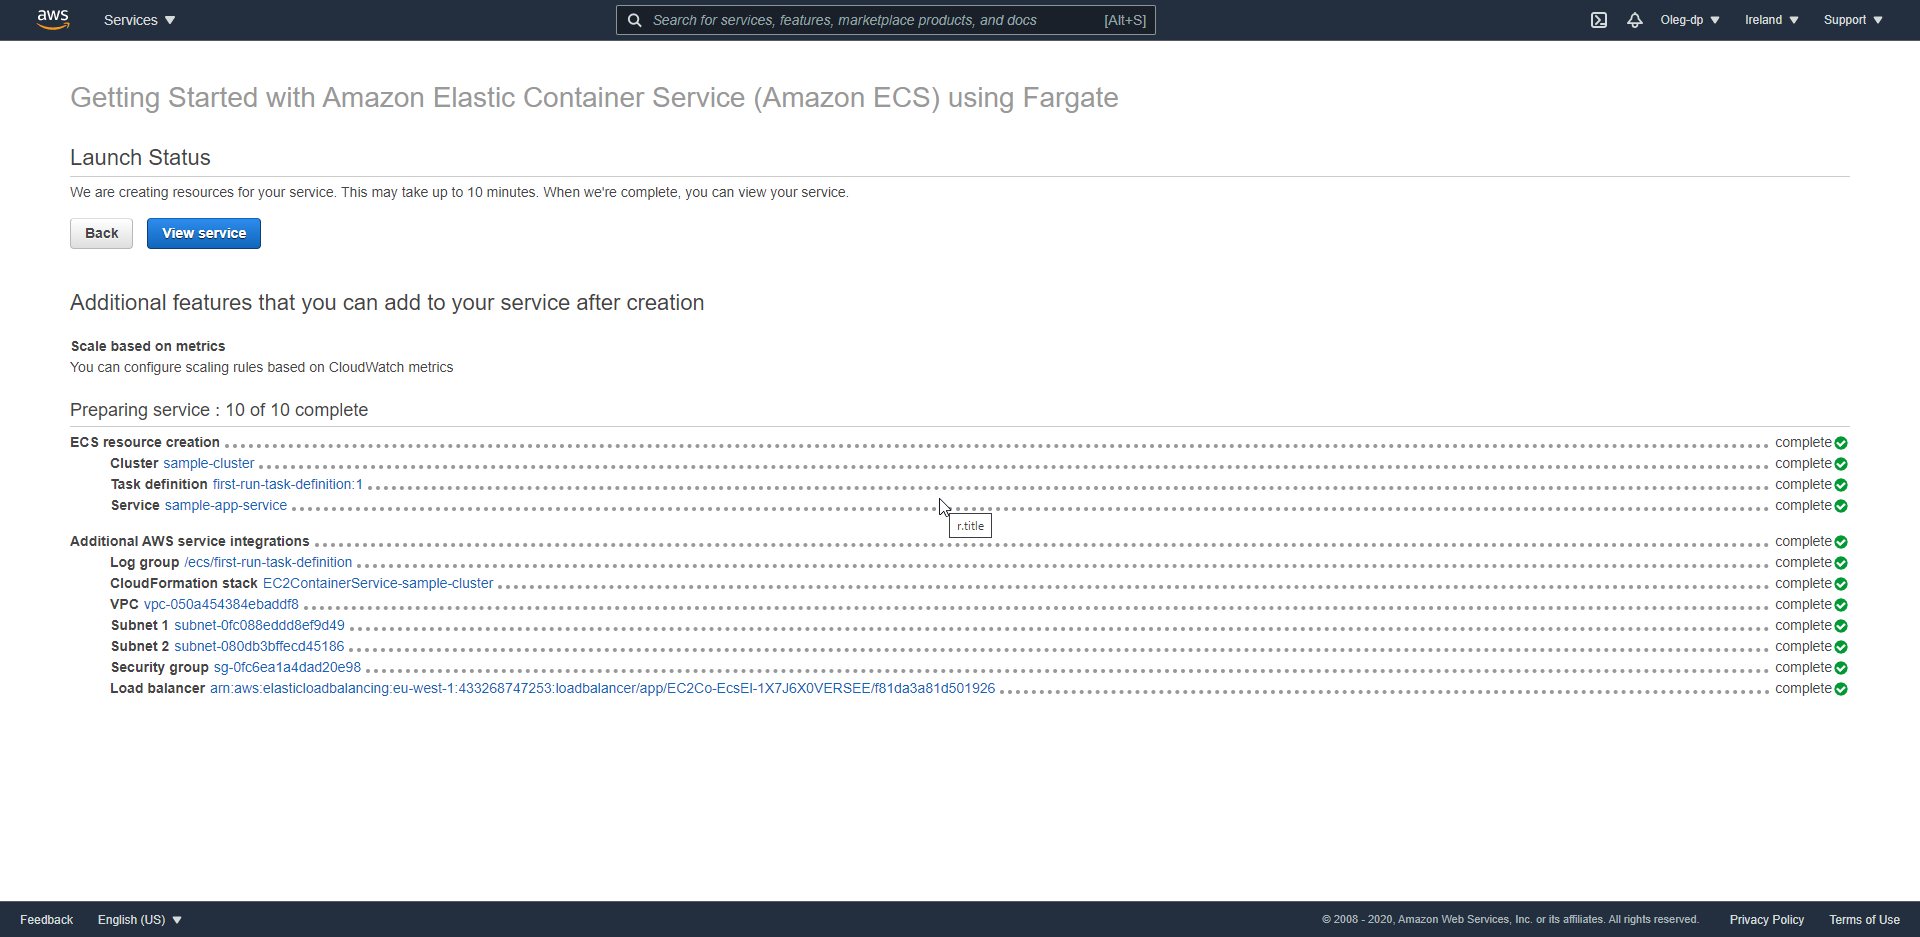 aws Services Search for services, features, marketplace products, and docs [Alt+S] Oleg-dp Ireland Support
Getting Started with Amazon Elastic Container Service (Amazon ECS) using Fargate
Launch Status
We are creating resources for your service. This may take up to 10 minutes. When we're complete, you can view your service.
Back View service
Additional features that you can add to your service after creation
Scale based on metrics
You can configure scaling rules based on CloudWatch metrics
Preparing service : 10 of 10 complete
ECS resource creation complete
Cluster sample-cluster complete
Task definition first-run-task-definition:1 complete
Service sample-app-service complete
r.title
Additional AWS service integrations complete
Log group /ecs/first-run-task-definition complete
CloudFormation stack EC2ContainerService-sample-cluster complete
VPC vpc-050a454384ebaddf8 complete
Subnet 1 subnet-0fc088eddd8ef9d49 complete
Subnet 2 subnet-080db3bffecd45186 complete
Security group sg-0fc6ea1a4dad20e98 complete
Load balancer arn:aws:elasticloadbalancing:eu-west-1:433268747253:loadbalancer/app/EC2Co-EcsEl-1X7J6X0VERSEE/f81da3a81d501926 complete
Feedback English (US) © 2008 - 2020, Amazon Web Services, Inc. or its affiliates. All rights reserved. Privacy Policy Terms of Use